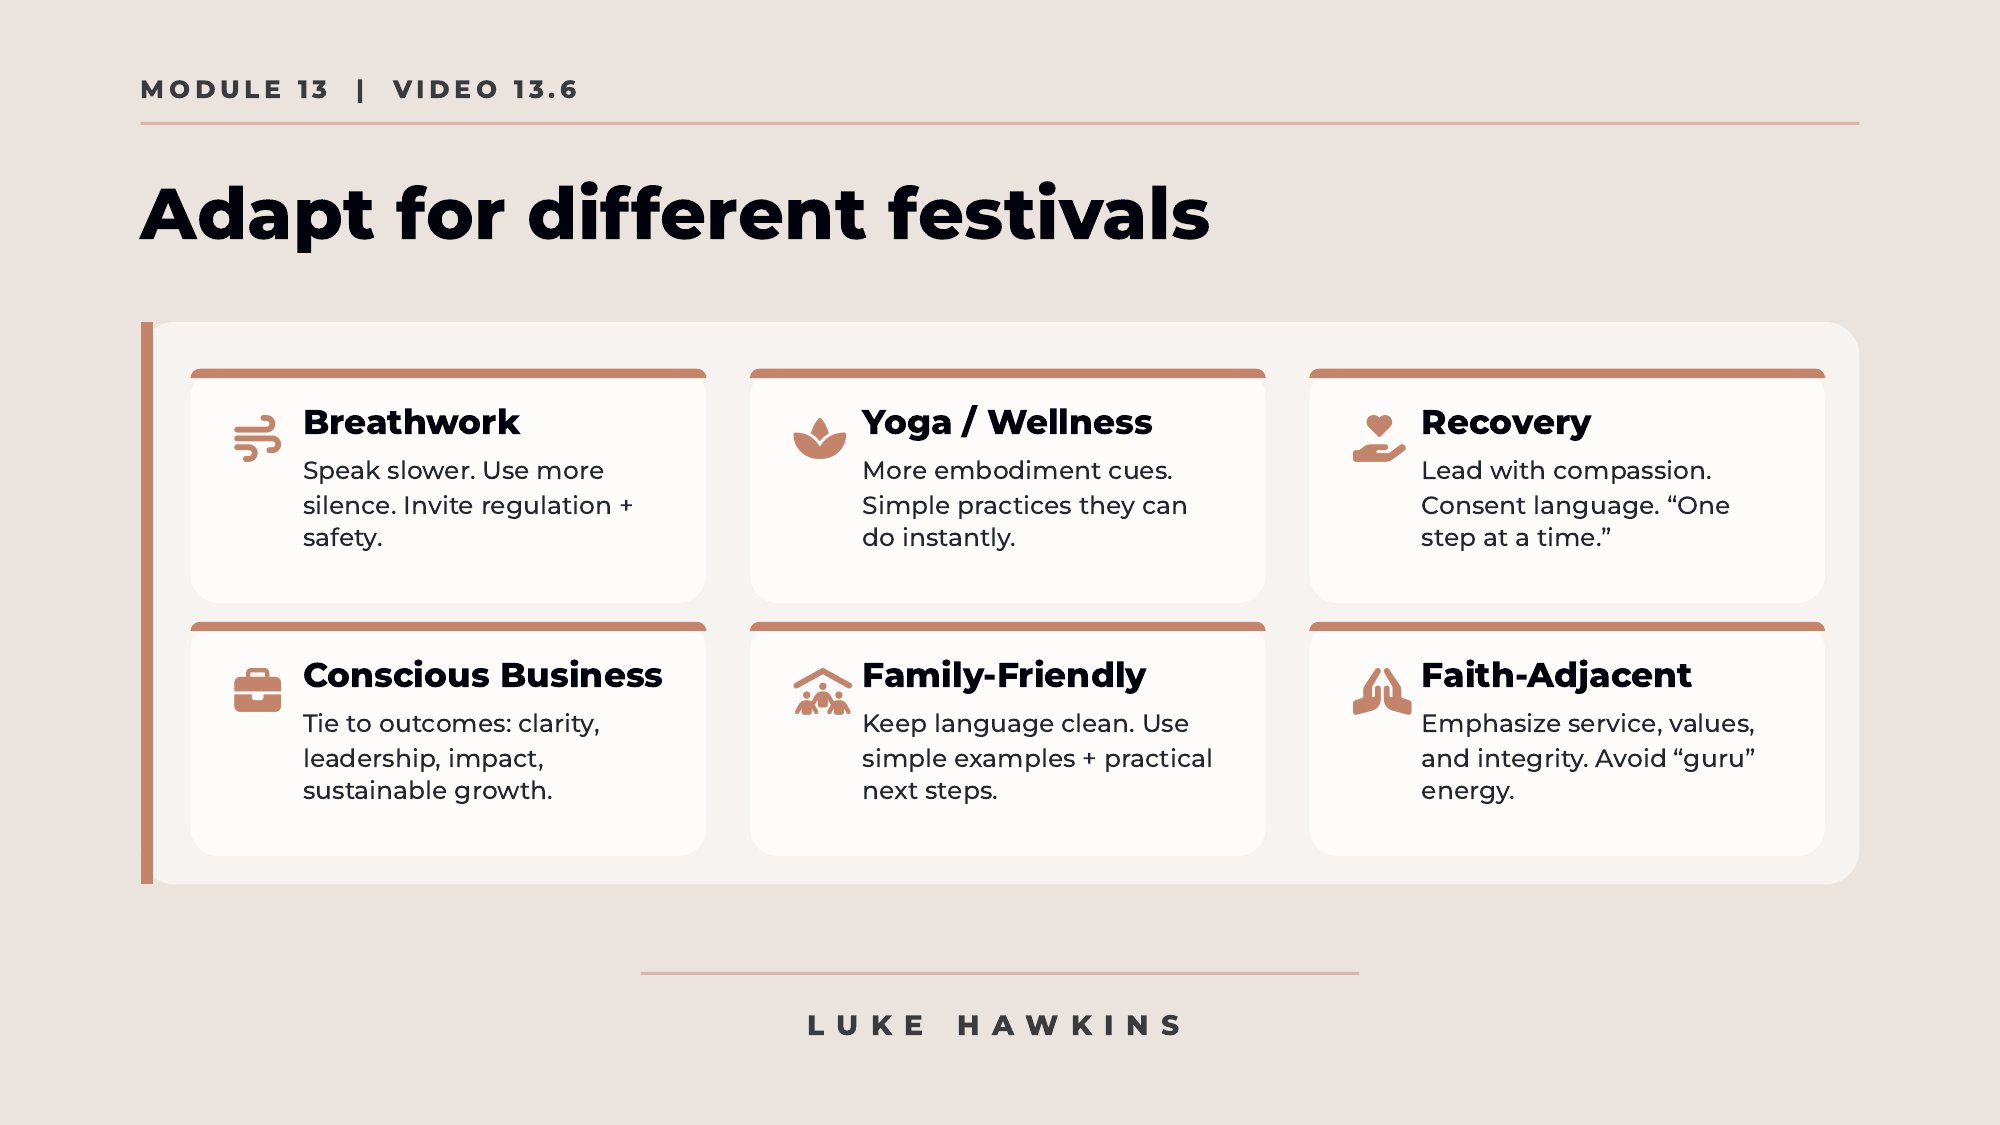 MODULE 13 | VIDEO 13.6
Adapt for different festivals
Breathwork
Speak slower. Use more
silence. Invite regulation +
safety.
Yoga / Wellness
More embodiment cues.
Simple practices they can
do instantly.
Recovery
Lead with compassion.
Consent language. “One
step at a time.”
Conscious Business
Tie to outcomes: clarity,
leadership, impact,
sustainable growth.
Family-Friendly
Keep language clean. Use
simple examples + practical
next steps.
Faith-Adjacent
Emphasize service, values,
and integrity. Avoid “guru”
energy.
LUKE HAWKINS